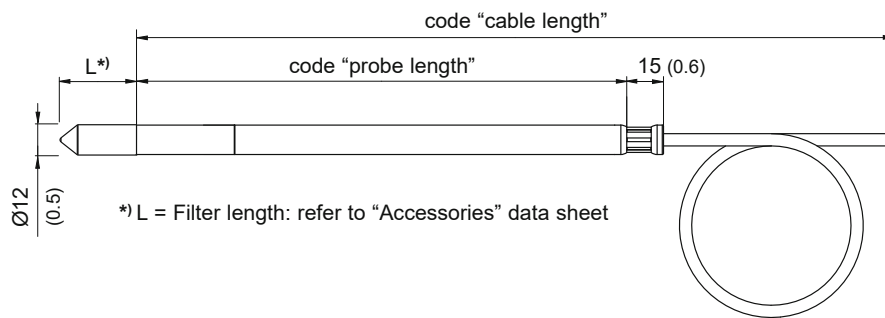 code “cable length”
L*) code “probe length” 15 (0.6)
Ø12
(0.5)
*) L = Filter length: refer to “Accessories” data sheet